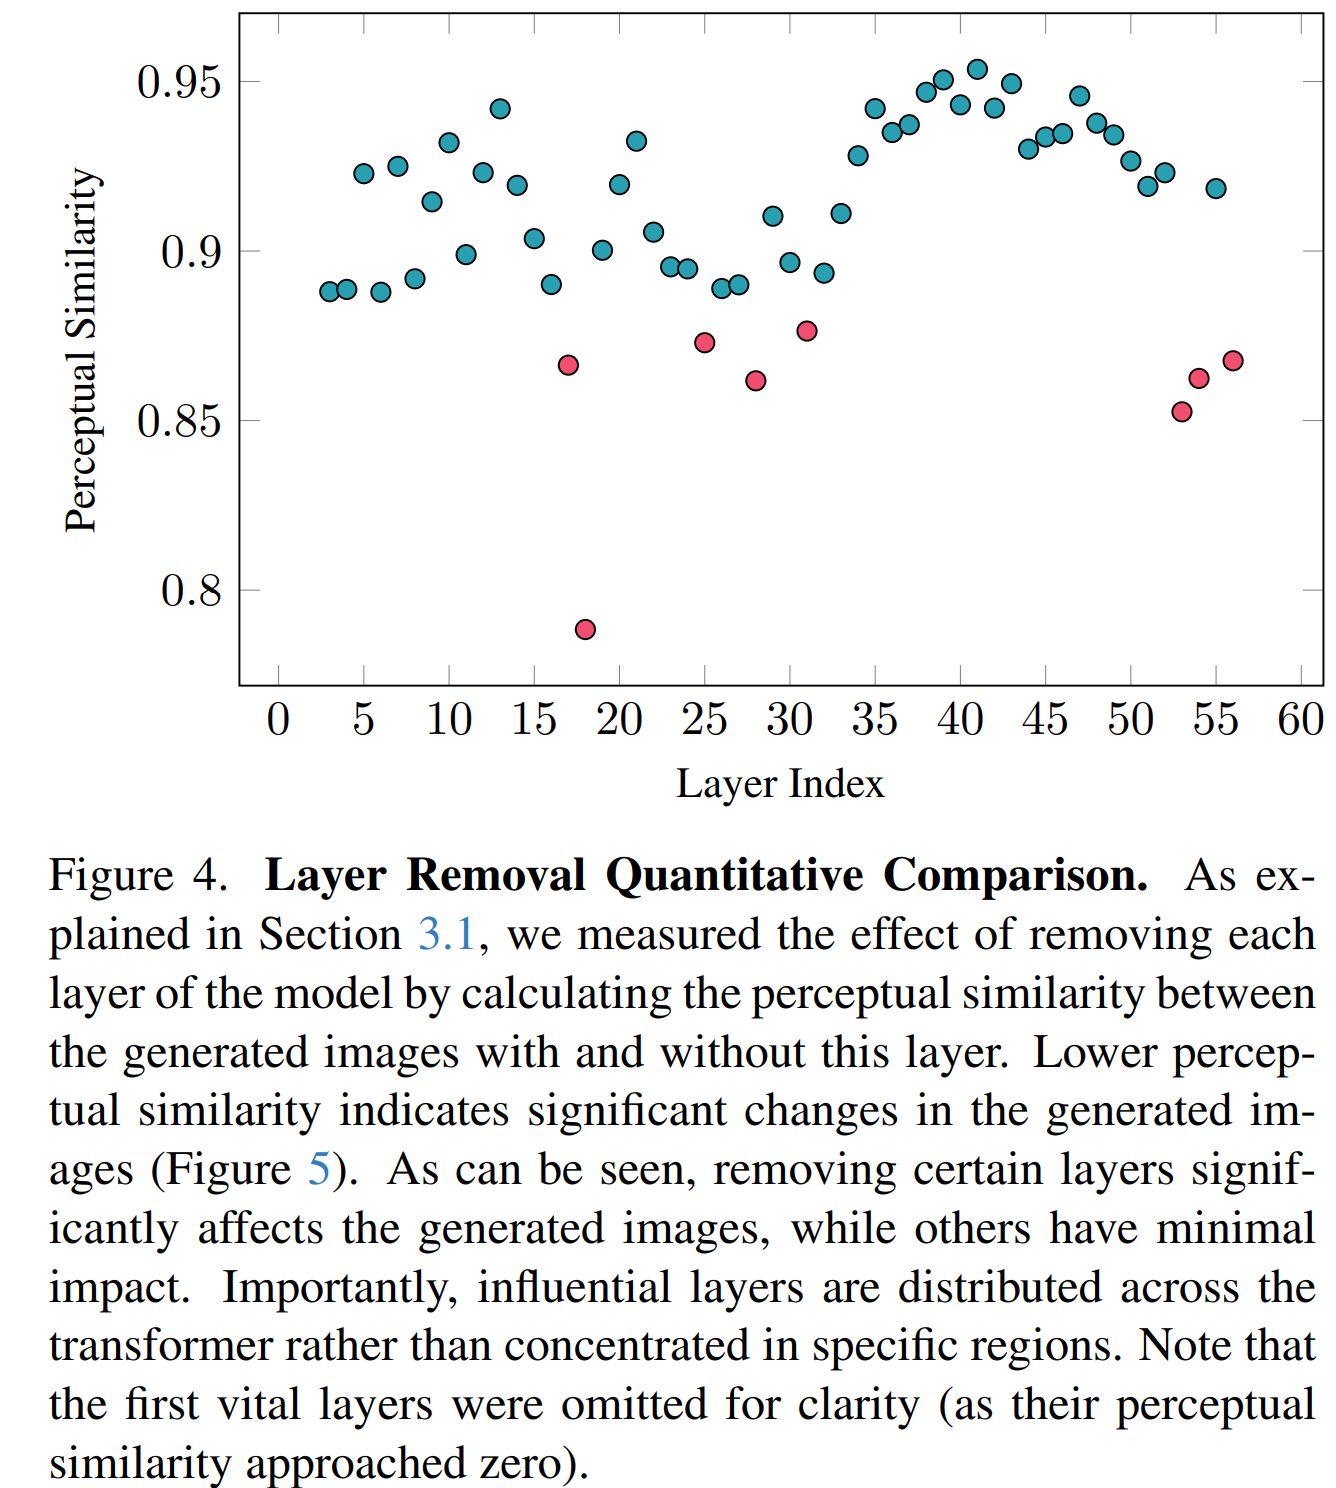 0.95
0.9
0.85
0.8
Perceptual Similarity
0 5 10 15 20 25 30 35 40 45 50 55 60
Layer Index
Figure 4. Layer Removal Quantitative Comparison. As ex-
plained in Section 3.1, we measured the effect of removing each
layer of the model by calculating the perceptual similarity between
the generated images with and without this layer. Lower percep-
tual similarity indicates significant changes in the generated im-
ages (Figure 5). As can be seen, removing certain layers signif-
icantly affects the generated images, while others have minimal
impact. Importantly, influential layers are distributed across the
transformer rather than concentrated in specific regions. Note that
the first vital layers were omitted for clarity (as their perceptual
similarity approached zero).